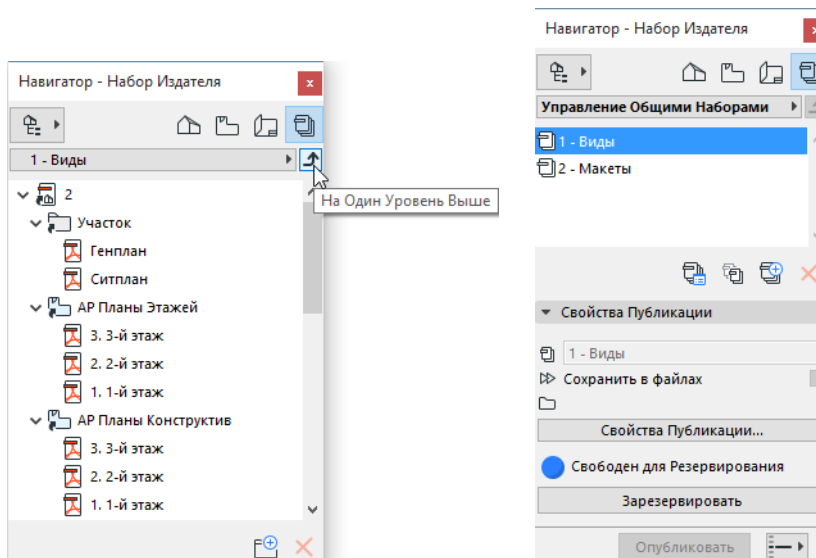 Навигатор - Набор Издателя
1 - Виды
На Один Уровень Выше
2
Участок
Генплан
Ситплан
АР Планы Этажей
3. 3-й этаж
2. 2-й этаж
1. 1-й этаж
АР Планы Конструктив
3. 3-й этаж
2. 2-й этаж
1. 1-й этаж
Навигатор - Набор Издателя
Управление Общими Наборами
1 - Виды
2 - Макеты
Свойства Публикации
1 - Виды
Сохранить в файлах
Свойства Публикации...
Свободен для Резервирования
Зарезервировать
Опубликовать